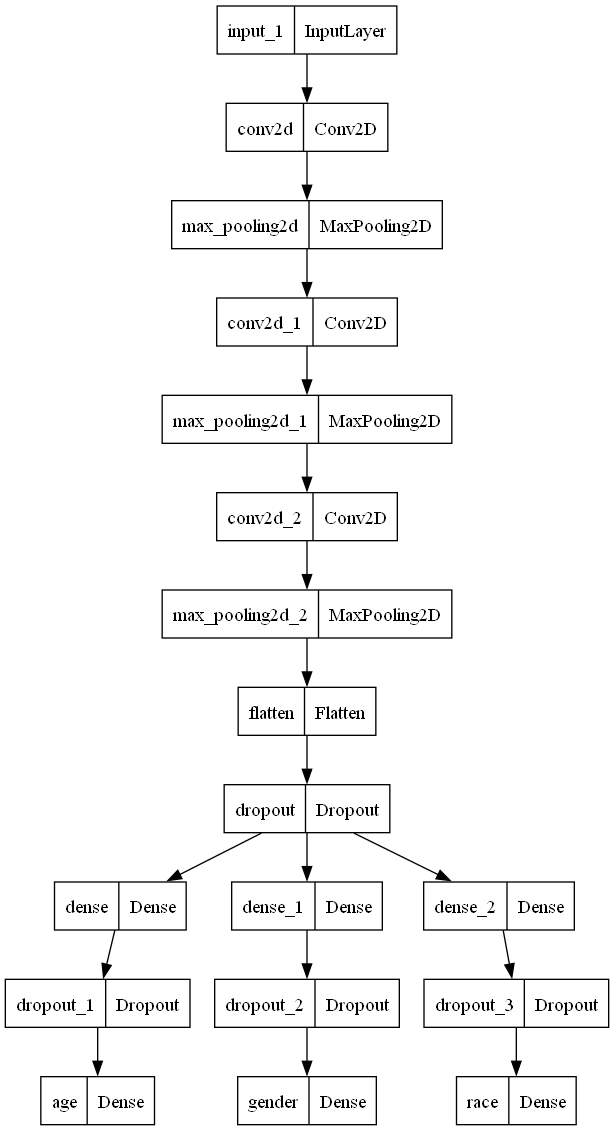 input_1 InputLayer
conv2d Conv2D
max_pooling2d MaxPooling2D
conv2d_1 Conv2D
max_pooling2d_1 MaxPooling2D
conv2d_2 Conv2D
max_pooling2d_2 MaxPooling2D
flatten Flatten
dropout Dropout
dense Dense dense_1 Dense dense_2 Dense
dropout_1 Dropout dropout_2 Dropout dropout_3 Dropout
age Dense gender Dense race Dense